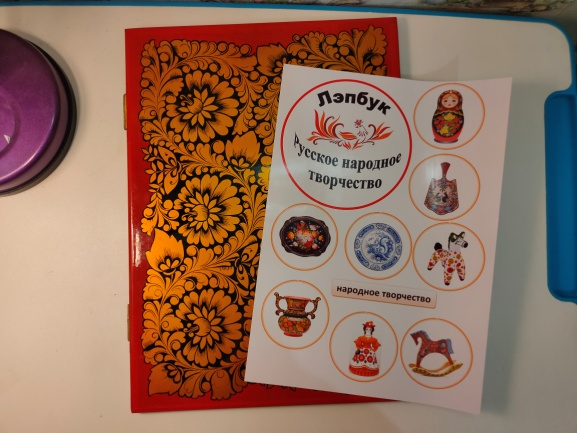 Лэпбук
Русское народное
творчество
народное творчество